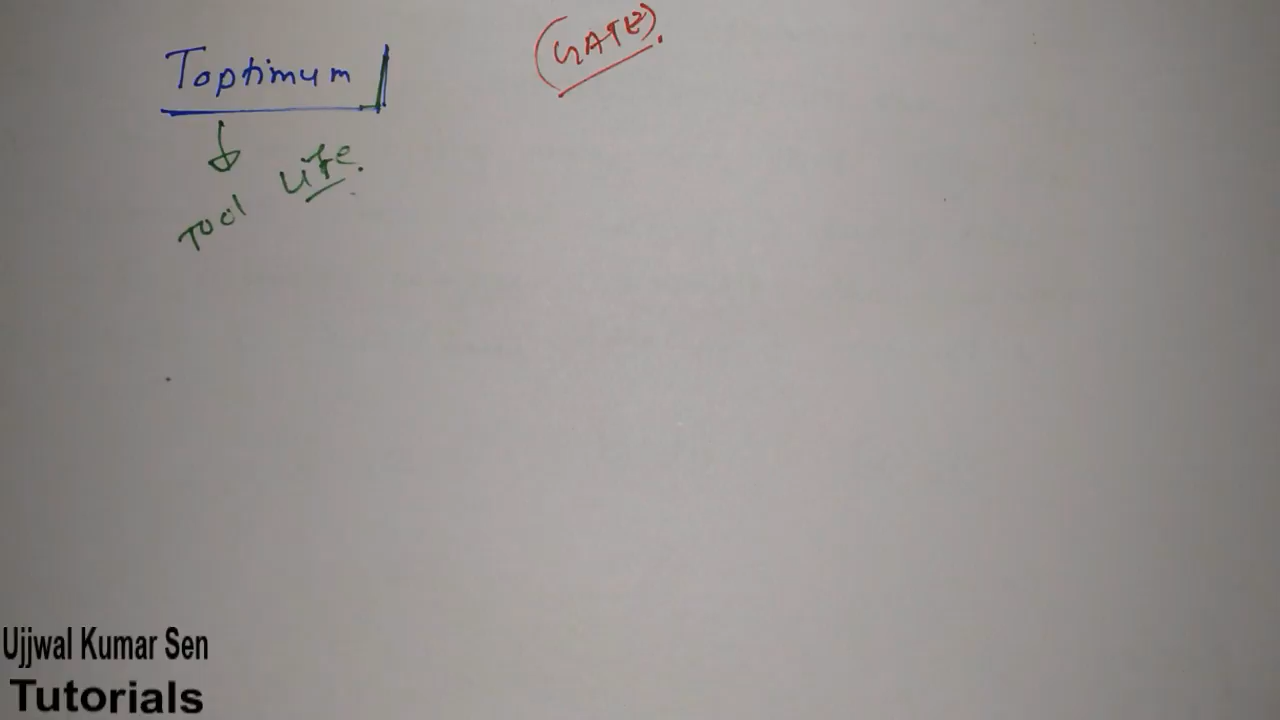 Toptimum
(GATE).
Tool Life.
Ujjwal Kumar Sen
Tutorials